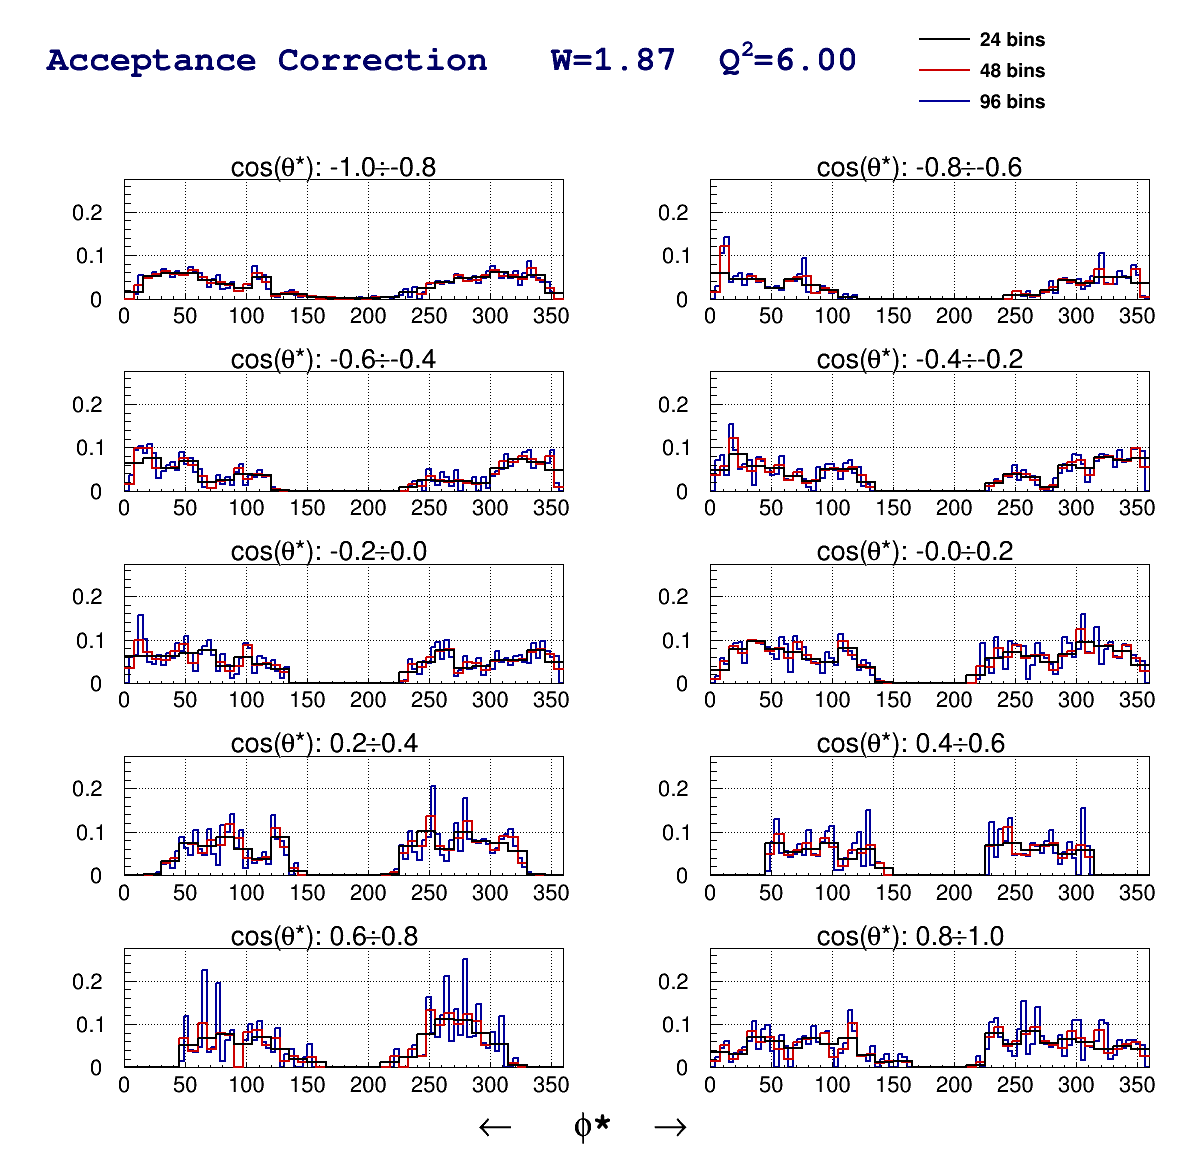 Acceptance Correction W=1.87 Q²=6.00
24 bins
48 bins
96 bins
cos(θ*): -1.0÷-0.8
cos(θ*): -0.8÷-0.6
0.2
0.1
0
0 50 100 150 200 250 300 350
0.2
0.1
0
0 50 100 150 200 250 300 350
cos(θ*): -0.6÷-0.4
cos(θ*): -0.4÷-0.2
0.2
0.1
0
0 50 100 150 200 250 300 350
0.2
0.1
0
0 50 100 150 200 250 300 350
cos(θ*): -0.2÷0.0
cos(θ*): -0.0÷0.2
0.2
0.1
0
0 50 100 150 200 250 300 350
0.2
0.1
0
0 50 100 150 200 250 300 350
cos(θ*): 0.2÷0.4
cos(θ*): 0.4÷0.6
0.2
0.1
0
0 50 100 150 200 250 300 350
0.2
0.1
0
0 50 100 150 200 250 300 350
cos(θ*): 0.6÷0.8
cos(θ*): 0.8÷1.0
0.2
0.1
0
0 50 100 150 200 250 300 350
0.2
0.1
0
0 50 100 150 200 250 300 350
← ϕ* →